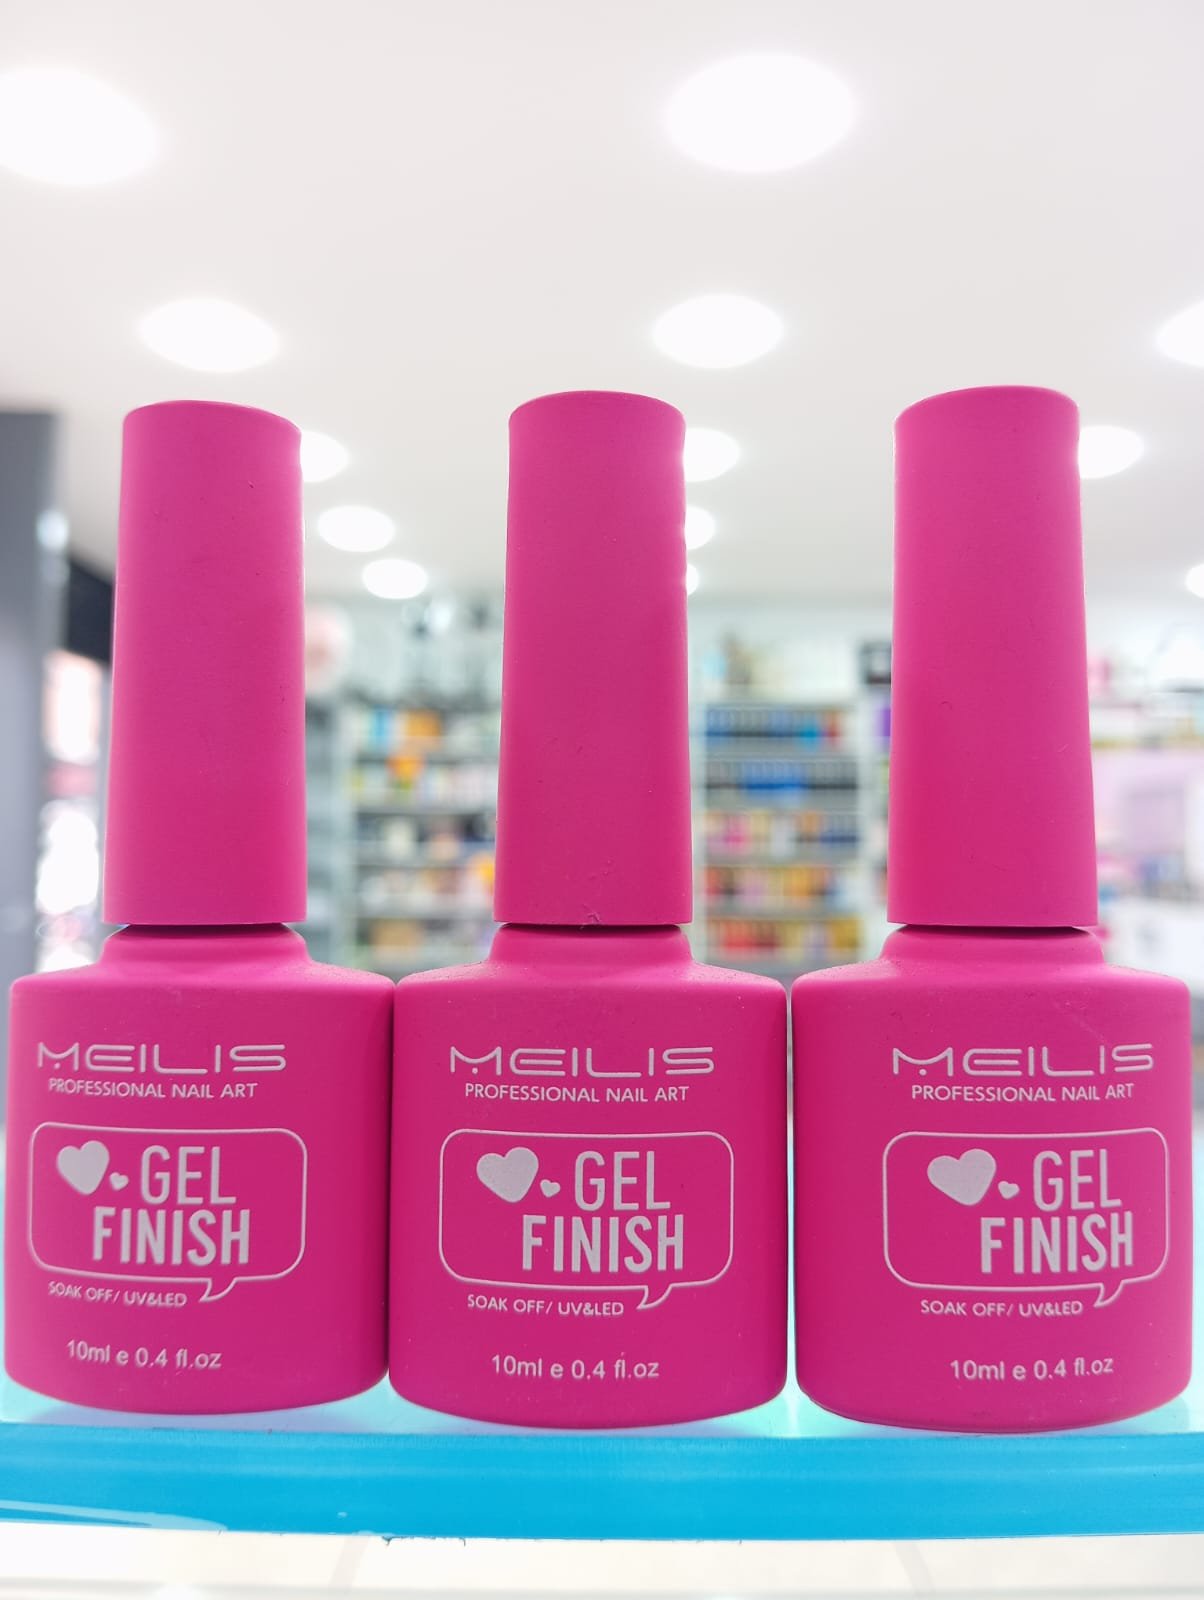 MEILIS
PROFESSIONAL NAIL ART
GEL
FINISH
SOAK OFF/ UV&LED
10ml e 0.4 fl.oz
MEILIS
PROFESSIONAL NAIL ART
GEL
FINISH
SOAK OFF/ UV&LED
10ml e 0.4 fl.oz
MEILIS
PROFESSIONAL NAIL ART
GEL
FINISH
SOAK OFF/ UV&LED
10ml e 0.4 fl.oz